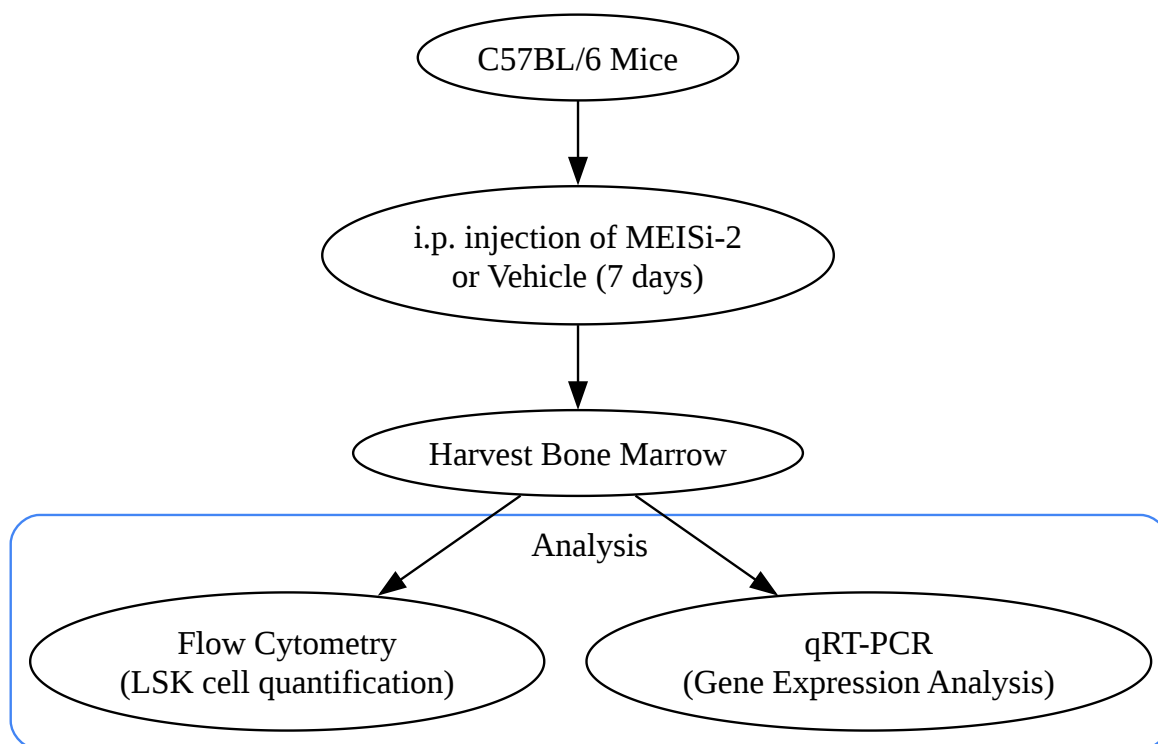 C57BL/6 Mice
i.p. injection of MEISi-2
or Vehicle (7 days)
Harvest Bone Marrow
Analysis
Flow Cytometry
(LSK cell quantification)
qRT-PCR
(Gene Expression Analysis)